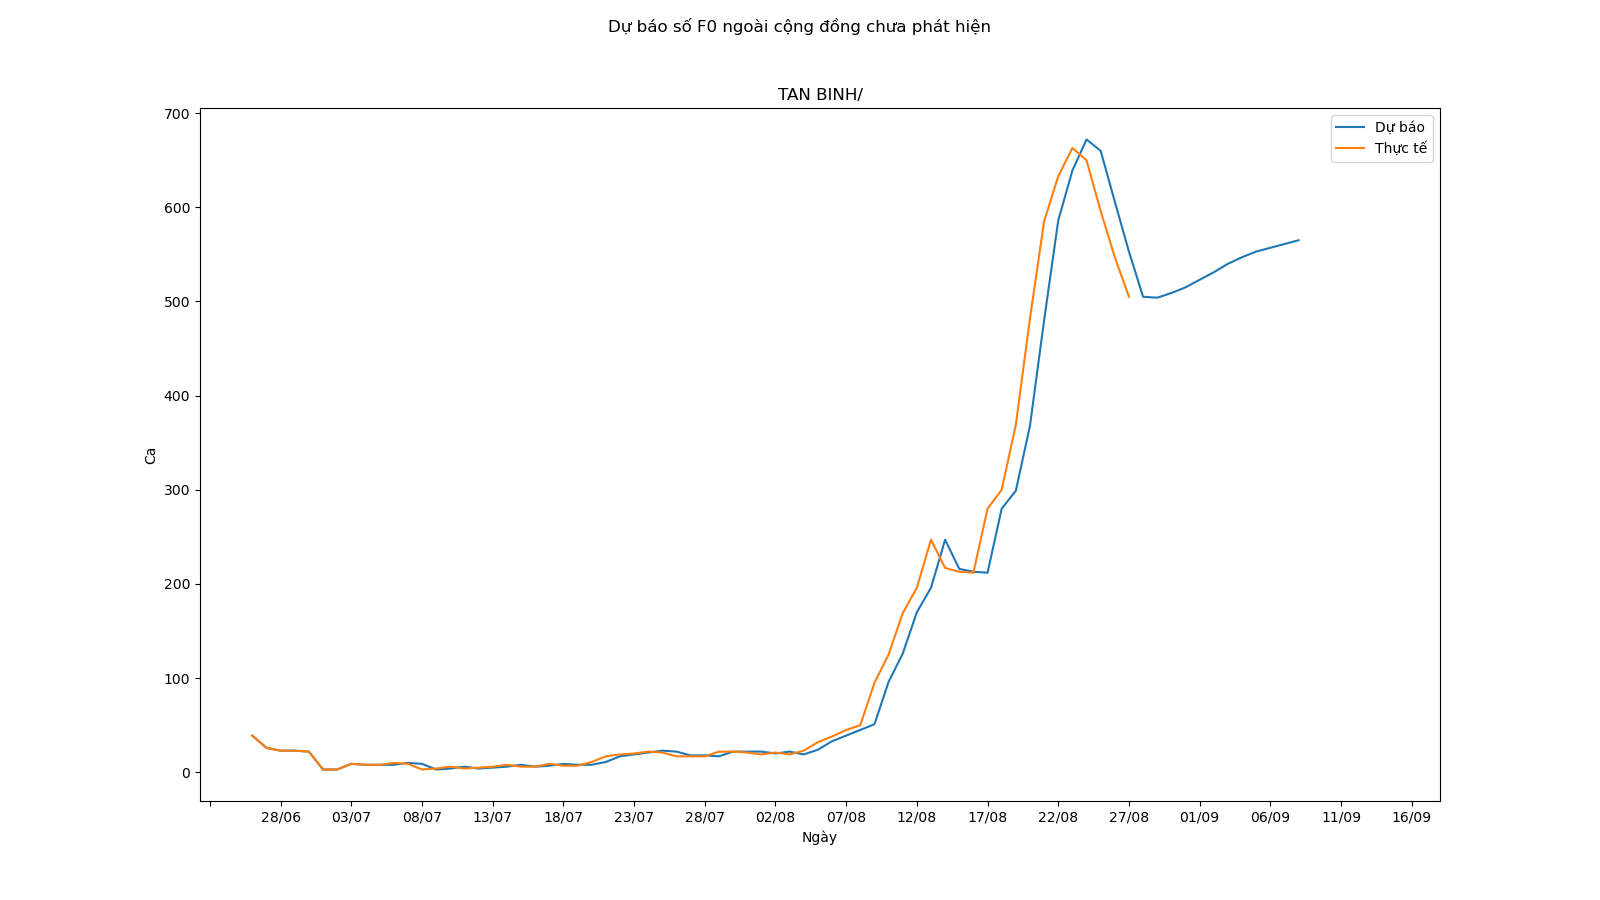 Dự báo số F0 ngoài cộng đồng chưa phát hiện
TAN BINH/
Dự báo
Thực tế
700
600
500
400
300
200
100
0
Ca
28/06 03/07 08/07 13/07 18/07 23/07 28/07 02/08 07/08 12/08 17/08 22/08 27/08 01/09 06/09 11/09 16/09
Ngày